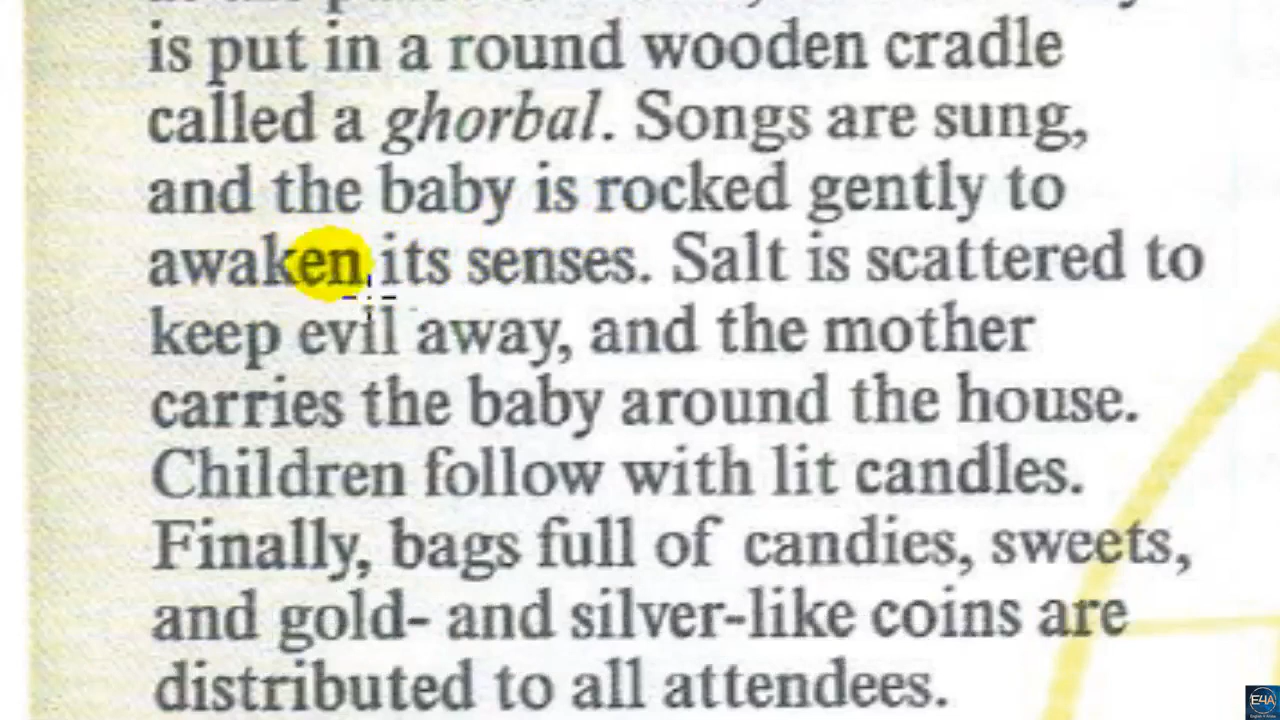 is put in a round wooden cradle
called a ghorbal. Songs are sung,
and the baby is rocked gently to
awaken its senses. Salt is scattered to
keep evil away, and the mother
carries the baby around the house.
Children follow with lit candles.
Finally, bags full of candies, sweets,
and gold- and silver-like coins are
distributed to all attendees.
E4A